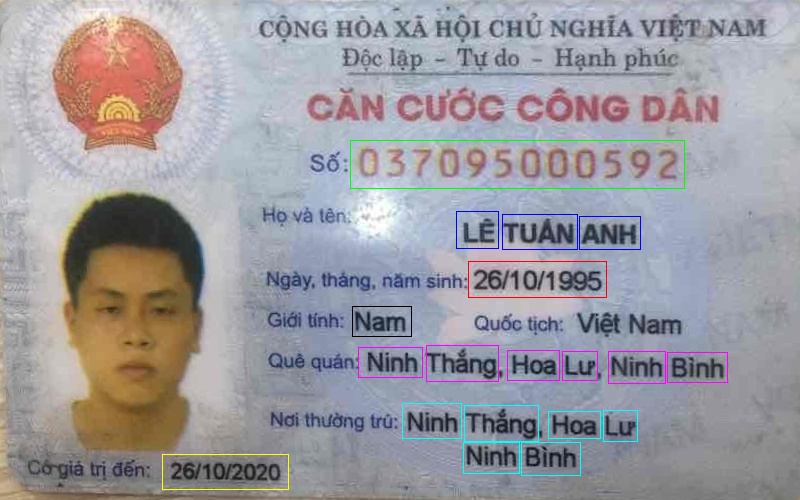 CỘNG HÒA XÃ HỘI CHỦ NGHĨA VIỆT NAM
Độc lập - Tự do - Hạnh phúc
CĂN CƯỚC CÔNG DÂN
Số: 037095000592
Họ và tên:
LÊ TUẤN ANH
Ngày, tháng, năm sinh: 26/10/1995
Giới tính: Nam Quốc tịch: Việt Nam
Quê quán: Ninh Thắng, Hoa Lư, Ninh Bình
Nơi thường trú: Ninh Thắng, Hoa Lư
Ninh Bình
Có giá trị đến: 26/10/2020